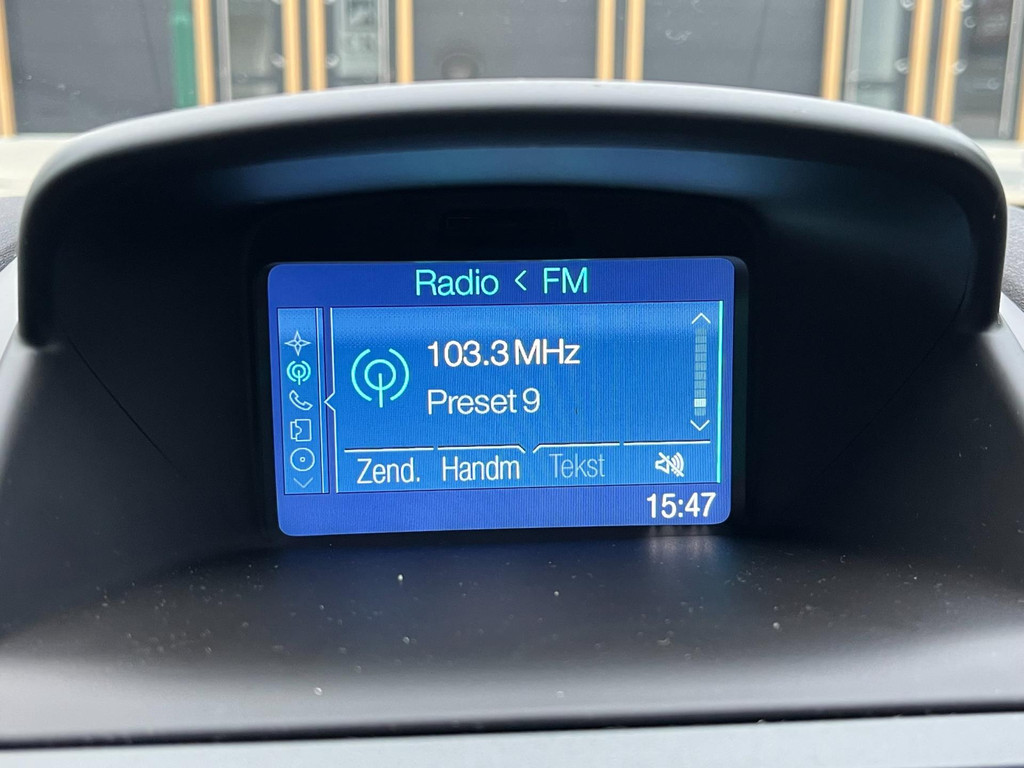 Radio < FM
103.3 MHz
Preset 9
Zend. Handm Tekst
15:47